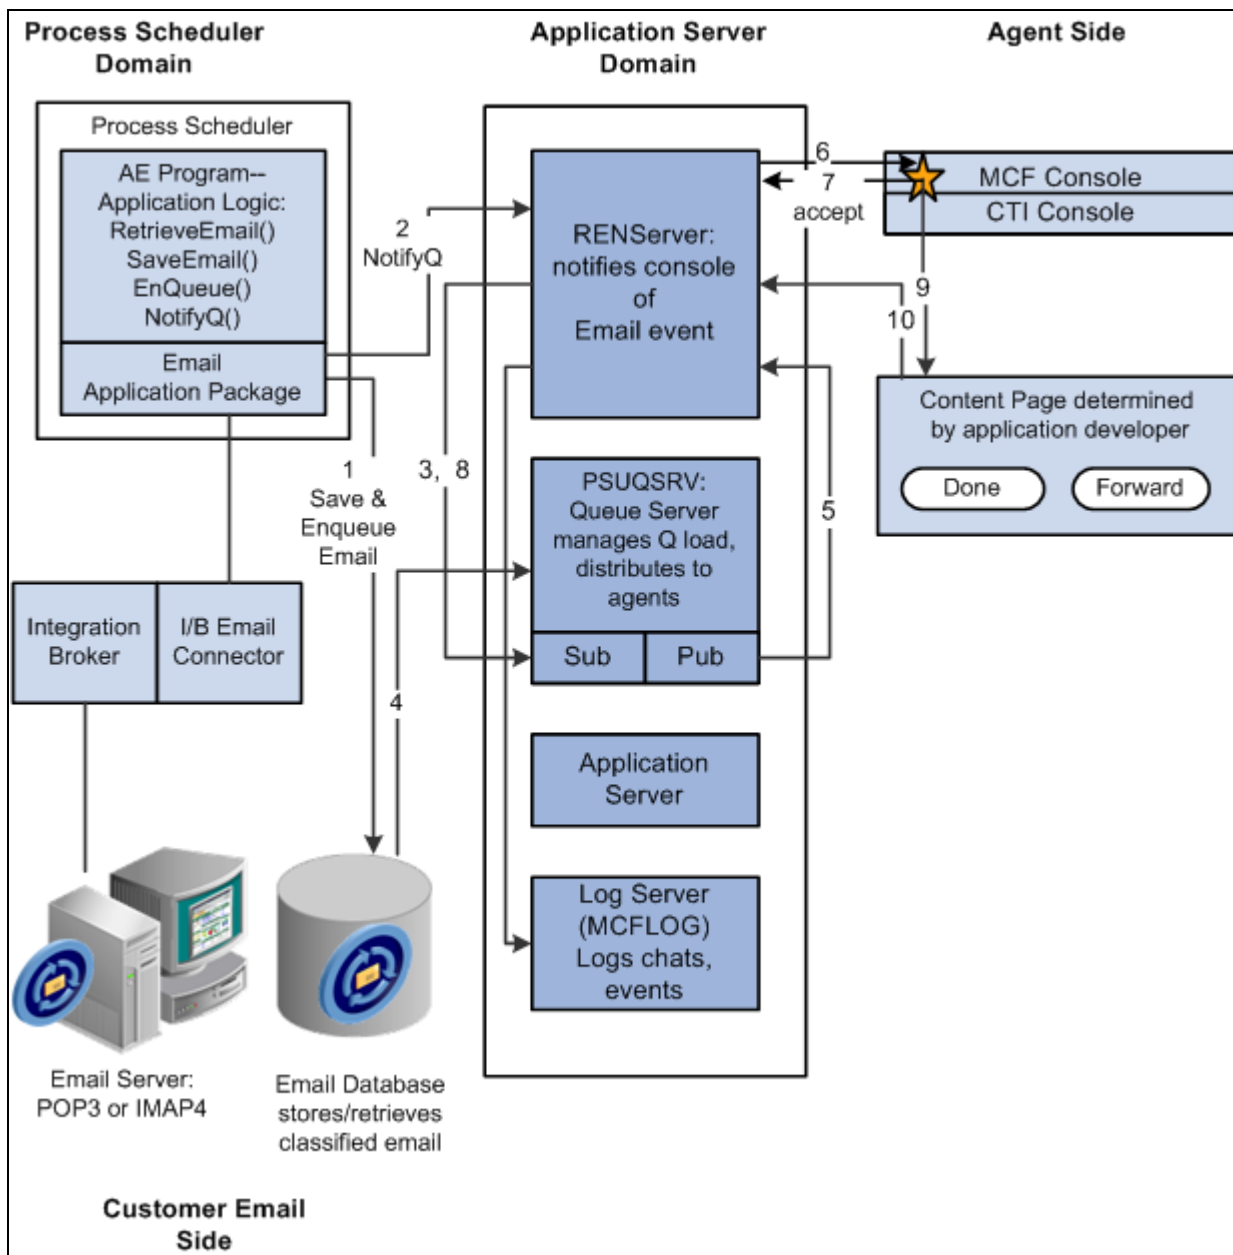 Process Scheduler
Domain
Application Server
Domain
Agent Side
Process Scheduler
AE Program--
Application Logic:
RetrieveEmail()
SaveEmail()
EnQueue()
NotifyQ()
Email
Application Package
2
NotifyQ
RENServer:
notifies console
of
Email event
6
7
accept
MCF Console
CTI Console
9
10
Content Page determined
by application developer
Done
Forward
1
Save &
Enqueue
Email
3, 8
PSUQSRV:
Queue Server
manages Q load,
distributes to
agents
Sub
Pub
5
4
Integration
Broker
I/B Email
Connector
Application
Server
Log Server
(MCFLOG)
Logs chats,
events
Email Server:
POP3 or IMAP4
Email Database
stores/retrieves
classified email
Customer Email
Side